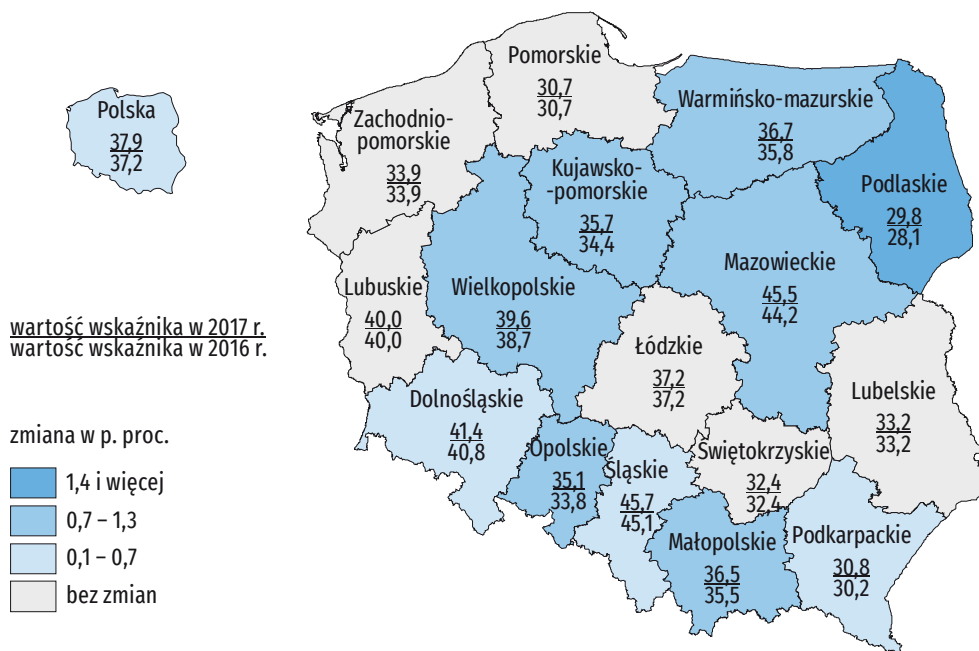 Polska
37,9
37,2
Pomorskie
30,7
30,7
Zachodnio-
pomorskie
33,9
33,9
Warmińsko-mazurskie
36,7
35,8
Kujawsko-
-pomorskie
35,7
34,4
Podlaskie
29,8
28,1
Lubuskie
40,0
40,0
Wielkopolskie
39,6
38,7
Mazowieckie
45,5
44,2
Łódzkie
37,2
37,2
Lubelskie
33,2
33,2
Dolnośląskie
41,4
40,8
Opolskie
35,1
33,8
Śląskie
45,7
45,1
Świętokrzyskie
32,4
32,4
Małopolskie
36,5
35,5
Podkarpackie
30,8
30,2
wartość wskaźnika w 2017 r.
wartość wskaźnika w 2016 r.
zmiana w p. proc.
1,4 i więcej
0,7 – 1,3
0,1 – 0,7
bez zmian